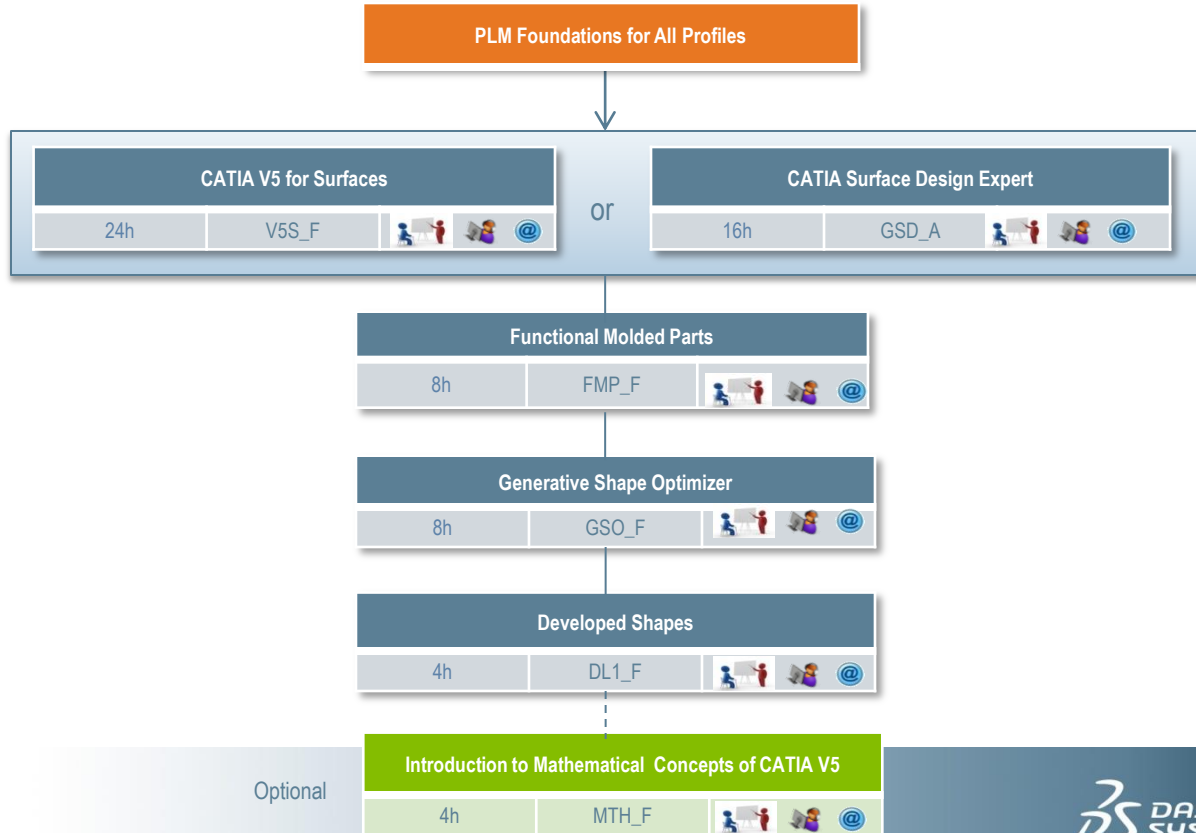 PLM Foundations for All Profiles
CATIA V5 for Surfaces
24h V5S_F @
or
CATIA Surface Design Expert
16h GSD_A @
Functional Molded Parts
8h FMP_F @
Generative Shape Optimizer
8h GSO_F @
Developed Shapes
4h DL1_F @
Optional
Introduction to Mathematical Concepts of CATIA V5
4h MTH_F @